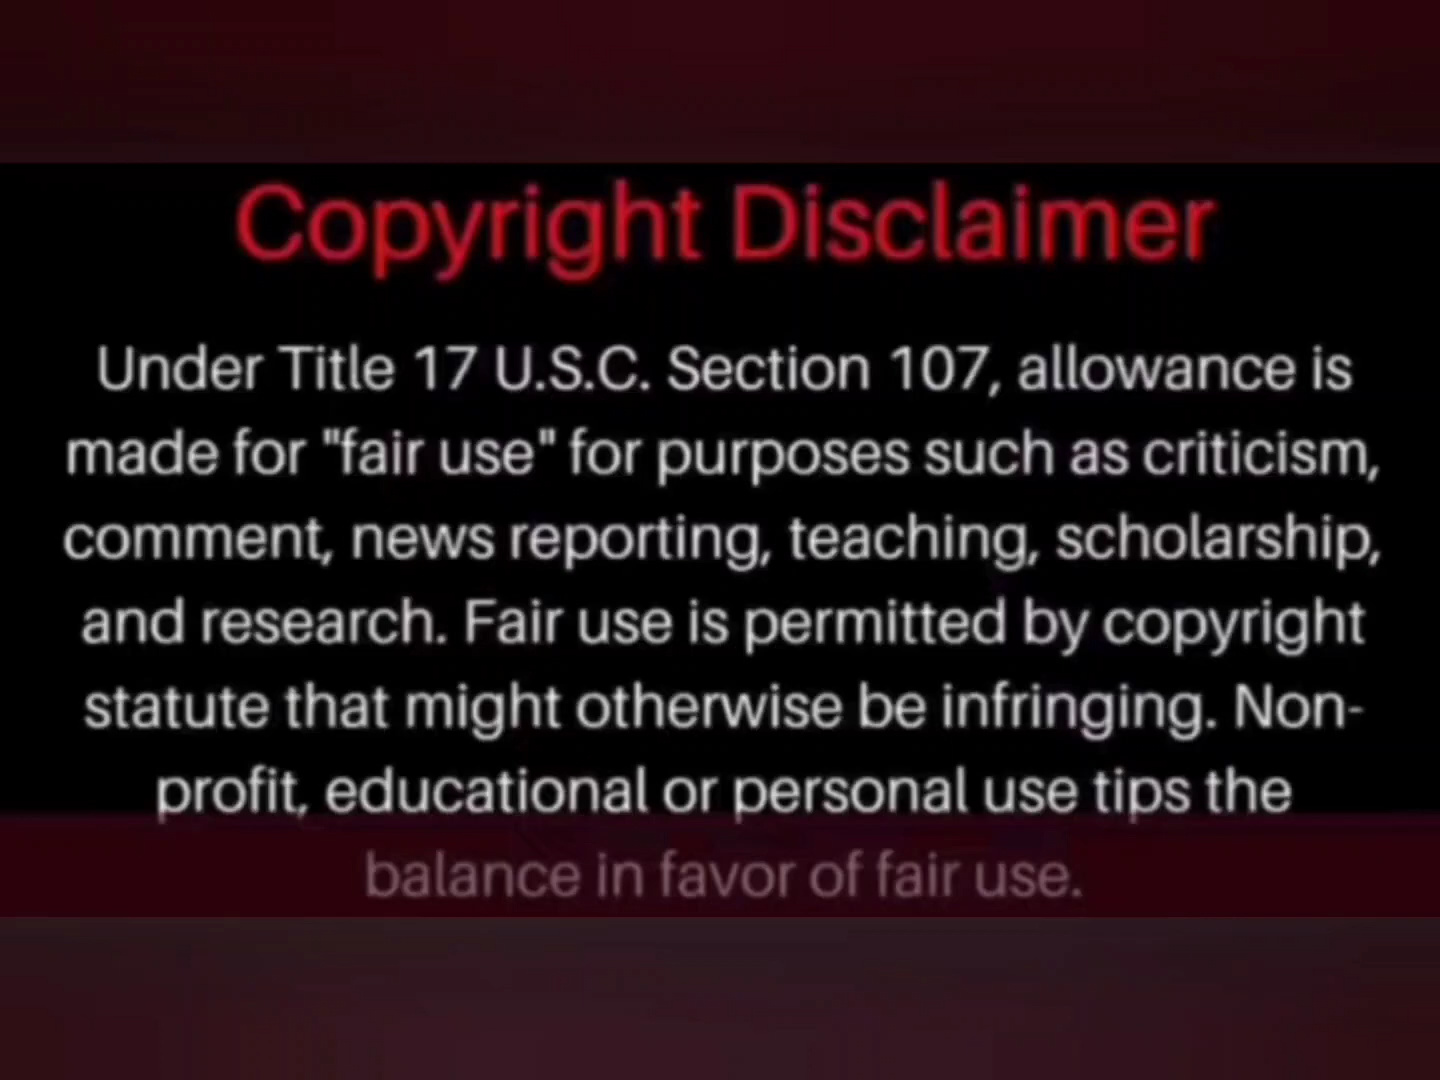 Copyright Disclaimer
Under Title 17 U.S.C. Section 107, allowance is
made for "fair use" for purposes such as criticism,
comment, news reporting, teaching, scholarship,
and research. Fair use is permitted by copyright
statute that might otherwise be infringing. Non-
profit, educational or personal use tips the
balance in favor of fair use.